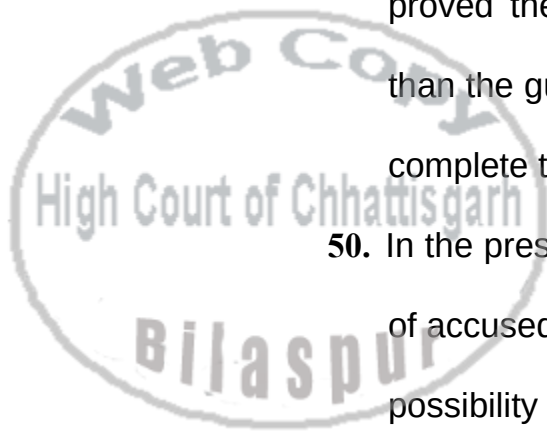 proved the
than the gu
complete t
50. In the pres
of accused
possibility
Web Copy
High Court of Chhattisgarh
Bilaspur